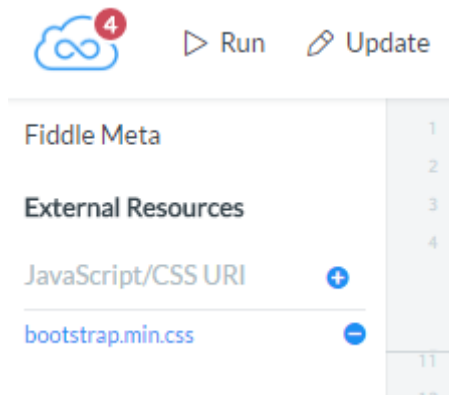 4
Run Update
Fiddle Meta
External Resources
JavaScript/CSS URI
bootstrap.min.css
1
2
3
4
11